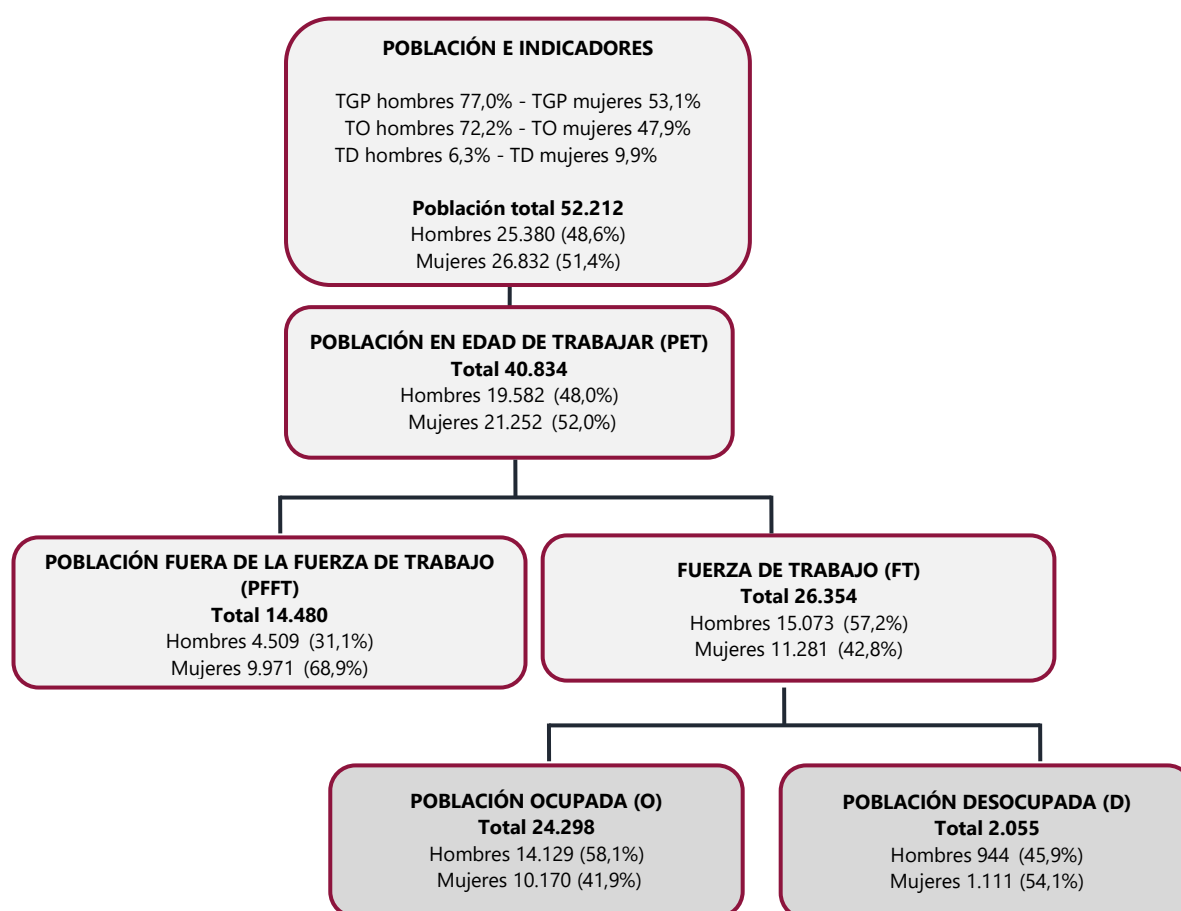 POBLACIÓN E INDICADORES
TGP hombres 77,0% - TGP mujeres 53,1%
TO hombres 72,2% - TO mujeres 47,9%
TD hombres 6,3% - TD mujeres 9,9%
Población total 52.212
Hombres 25.380 (48,6%)
Mujeres 26.832 (51,4%)
POBLACIÓN EN EDAD DE TRABAJAR (PET)
Total 40.834
Hombres 19.582 (48,0%)
Mujeres 21.252 (52,0%)
POBLACIÓN FUERA DE LA FUERZA DE TRABAJO
(PFFT)
Total 14.480
Hombres 4.509 (31,1%)
Mujeres 9.971 (68,9%)
FUERZA DE TRABAJO (FT)
Total 26.354
Hombres 15.073 (57,2%)
Mujeres 11.281 (42,8%)
POBLACIÓN OCUPADA (O)
Total 24.298
Hombres 14.129 (58,1%)
Mujeres 10.170 (41,9%)
POBLACIÓN DESOCUPADA (D)
Total 2.055
Hombres 944 (45,9%)
Mujeres 1.111 (54,1%)